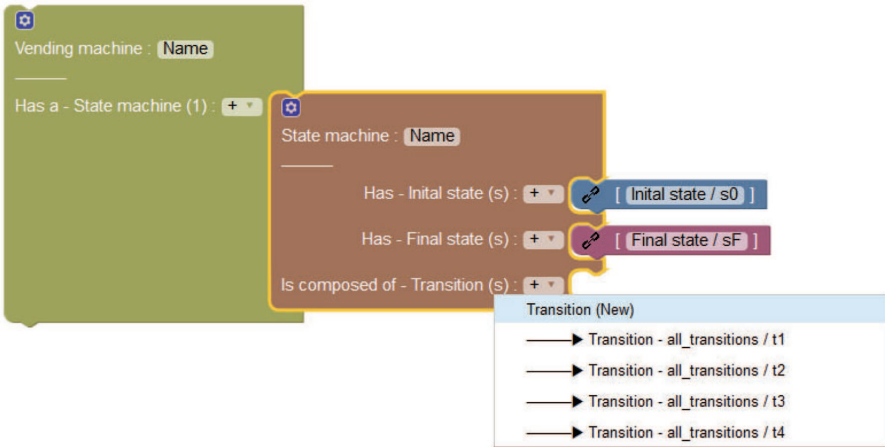 Vending machine : Name
Has a - State machine (1) : +
State machine : Name
Has - Inital state (s) : + [ Inital state / s0 ]
Has - Final state (s) : + [ Final state / sF ]
Is composed of - Transition (s) : +
Transition (New)
Transition - all_transitions / t1
Transition - all_transitions / t2
Transition - all_transitions / t3
Transition - all_transitions / t4